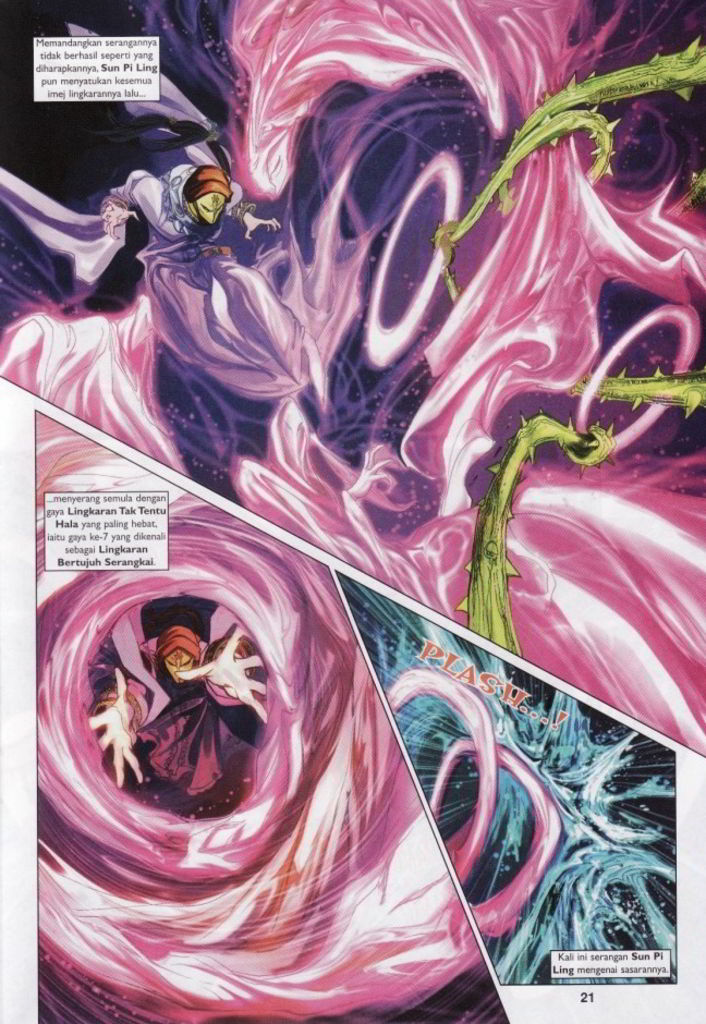 Memandangkan serangannya
tidak berhasil seperti yang
diharapkannya, Sun Pi Ling
pun menyatukan kesemua
imej lingkarannya lalu...
...menyerang semula dengan
gaya Lingkaran Tak Tentu
Hala yang paling hebat,
iaitu gaya ke-7 yang dikenali
sebagai Lingkaran
Bertujuh Serangkai.
PLASH...!
Kali ini serangan Sun Pi
Ling mengenai sasarannya.
21